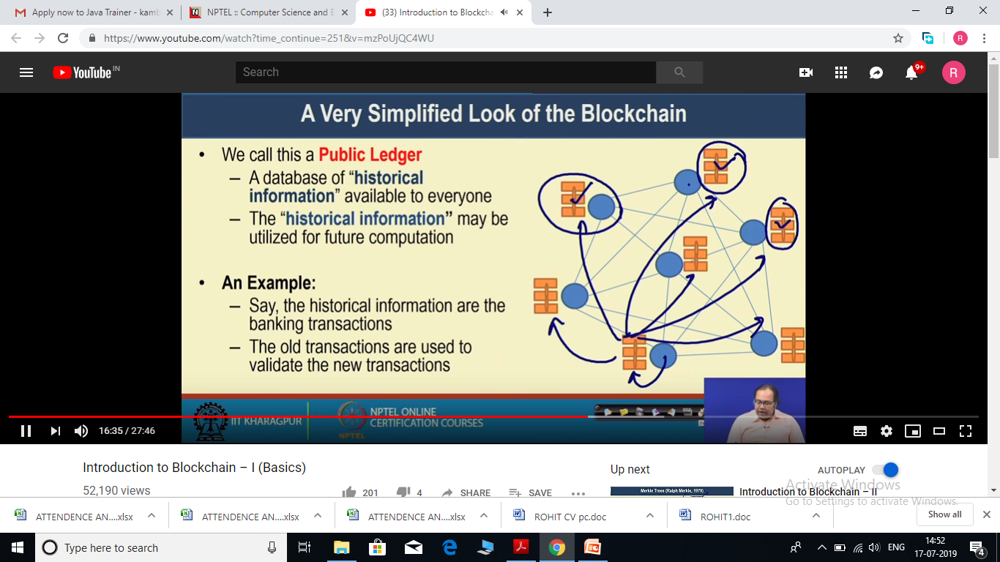 Apply now to Java Trainer - kamb
NPTEL :: Computer Science and E
(33) Introduction to Blockcha
https://www.youtube.com/watch?time_continue=251&v=mzPoUjQC4WU
R
YouTube IN
Search
9+
R
A Very Simplified Look of the Blockchain
• We call this a Public Ledger
– A database of “historical
information” available to everyone
– The “historical information” may be
utilized for future computation
• An Example:
– Say, the historical information are the
banking transactions
– The old transactions are used to
validate the new transactions
IIT KHARAGPUR
NPTEL
NPTEL ONLINE
CERTIFICATION COURSES
16:35 / 27:46
Introduction to Blockchain – I (Basics)
52,190 views
201
4
SHARE
SAVE
Up next
AUTOPLAY
Merkle Trees (Ralph Merkle, 1979)
Introduction to Blockchain – II
Activate Windows
Go to Settings to activate Windows.
ATTENDENCE AN....xlsx
ATTENDENCE AN....xlsx
ATTENDENCE AN....xlsx
ROHIT CV pc.doc
ROHIT1.doc
Show all
Type here to search
ENG
14:52
17-07-2019
4